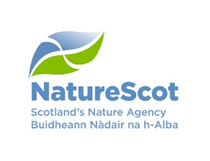 NatureScot
Scotland's Nature Agency
Buidheann Nàdair na h-Alba